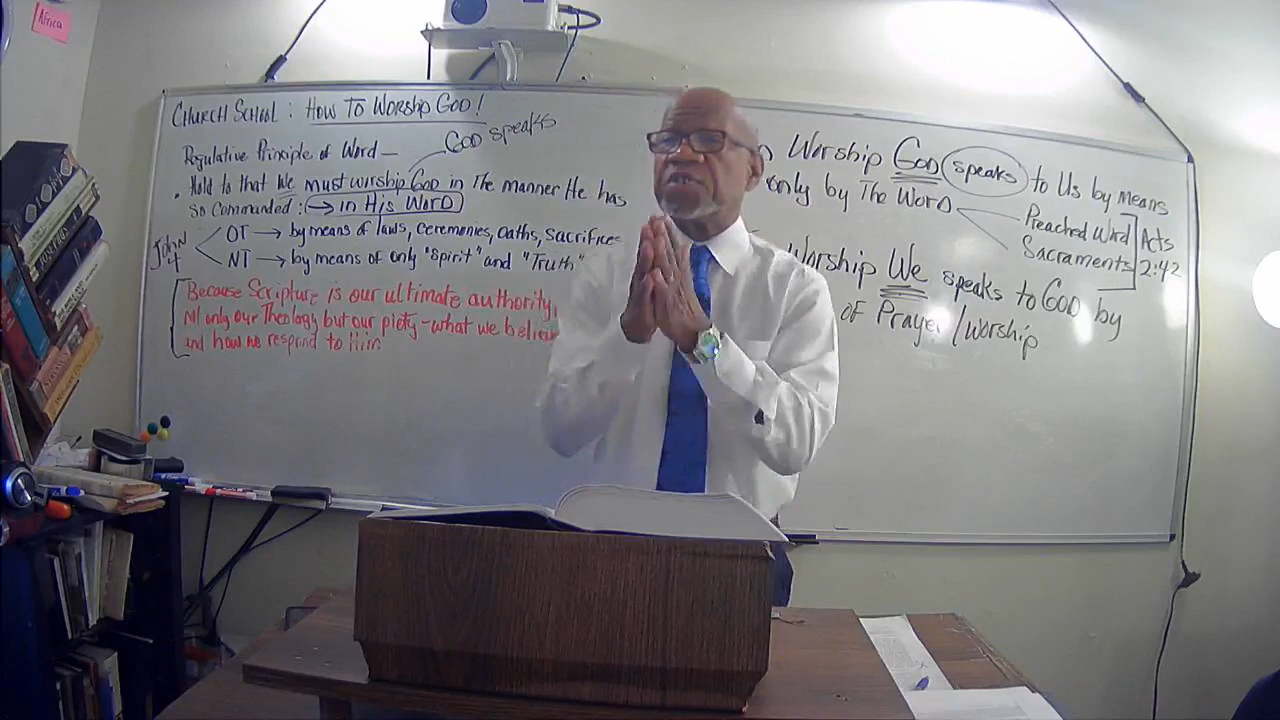 Africa
CHURCH SCHOOL: HOW TO WORSHIP GOD!
Regulative Principle of Word—
GOD speaks
• Hold to that We must worship GOD in The manner He has
so Commanded: → in His WORD
JOHN 4
OT → by means of laws, ceremonies, oaths, sacrifices
NT → by means of only "Spirit" and "Truth"
Because Scripture is our ultimate authority,
only our Theology but our piety - what we believ
and how we respond to Him
Worship GOD speaks to Us by means
only by The WORD
Preached Word
Sacraments
Acts
2:42
Worship We speaks to GOD by
of Prayer/worship